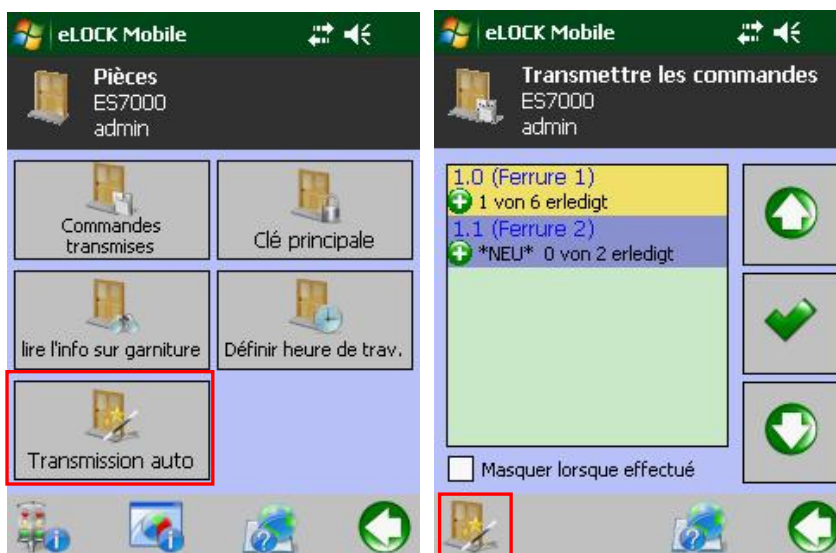 eLOCK Mobile
Pièces
ES7000
admin
Commandes
transmises
Clé principale
lire l'info sur garniture
Définir heure de trav.
Transmission auto
eLOCK Mobile
Transmettre les commandes
ES7000
admin
1.0 (Ferrure 1)
1 von 6 erledigt
1.1 (Ferrure 2)
*NEU* 0 von 2 erledigt
Masquer lorsque effectué